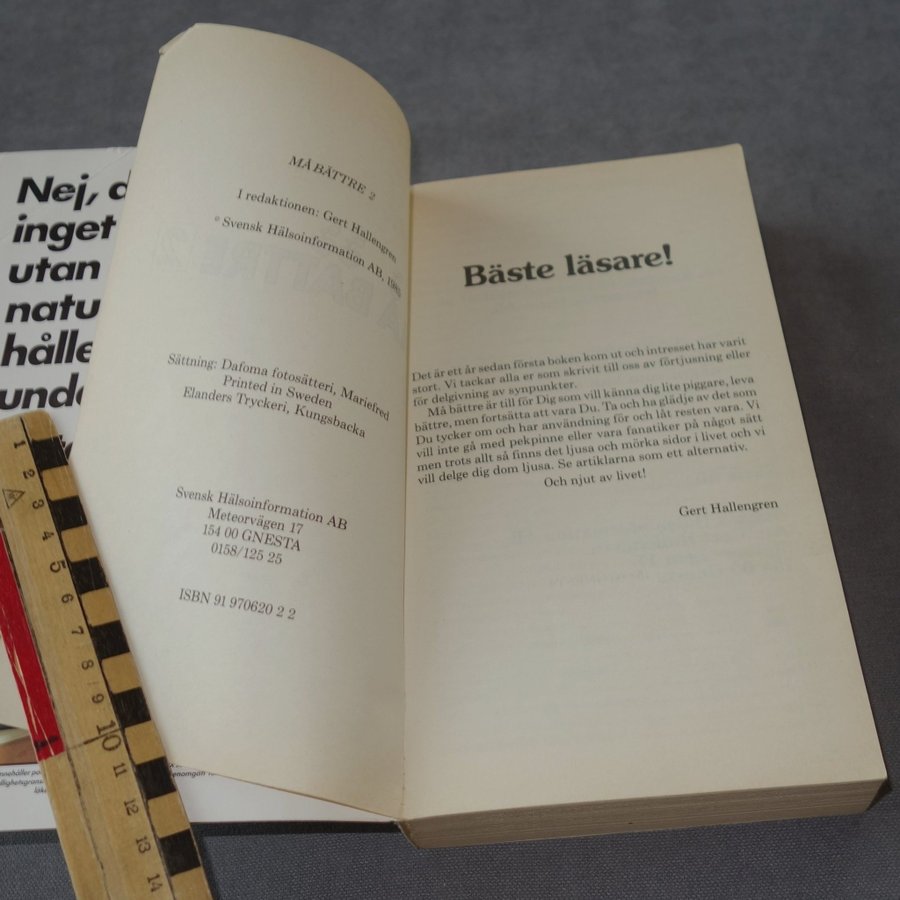 Nej, d
inget
utan
natu
hålle
unde
MÅ BÄTTRE 2
I redaktionen: Gert Hallengren
© Svensk Hälsoinformation AB, 1985
Sättning: Dafoma fotosätteri, Mariefred
Printed in Sweden
Elanders Tryckeri, Kungsbacka
Svensk Hälsoinformation AB
Meteorvägen 17
154 00 GNESTA
0158/125 25
ISBN 91 970620 2 2
Bäste läsare!
Det är ett år sedan första boken kom ut och intresset har varit
stort. Vi tackar alla er som skrivit till oss av förtjusning eller
för delgivning av synpunkter.
Må bättre är till för Dig som vill känna dig lite piggare, leva
bättre, men fortsätta att vara Du. Ta och ha glädje av det som
Du tycker om och har användning för och låt resten vara. Vi
vill inte gå med pekpinne eller vara fanatiker på något sätt
men trots allt så finns det ljusa och mörka sidor i livet och vi
vill delge dig dom ljusa. Se artiklarna som ett alternativ.
Och njut av livet!
Gert Hallengren
1
2
3
4
5
6
7
8
9
10
11
12
13
14